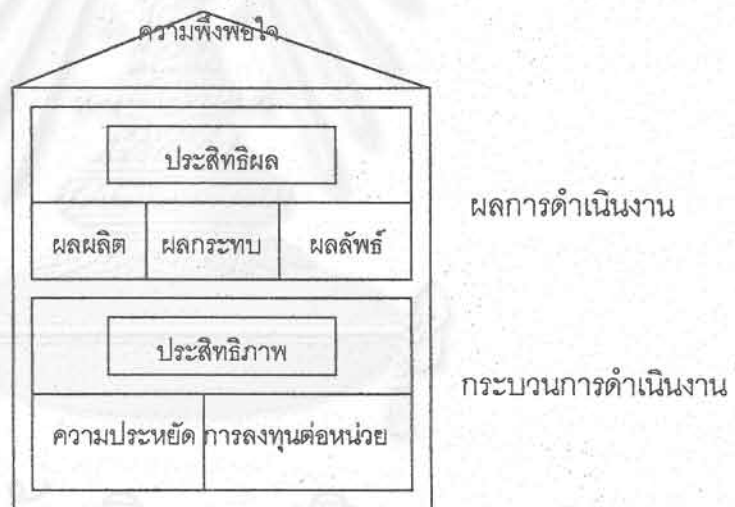 ความพึงพอใจ
ประสิทธิผล
ผลการดำเนินงาน
ผลผลิต ผลกระทบ ผลลัพธ์
ประสิทธิภาพ
กระบวนการดำเนินงาน
ความประหยัด การลงทุนต่อหน่วย